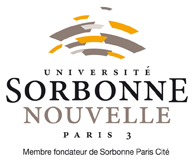 UNIVERSITÉ
SORBONNE
NOUVELLE
PARIS 3
Membre fondateur de Sorbonne Paris Cité